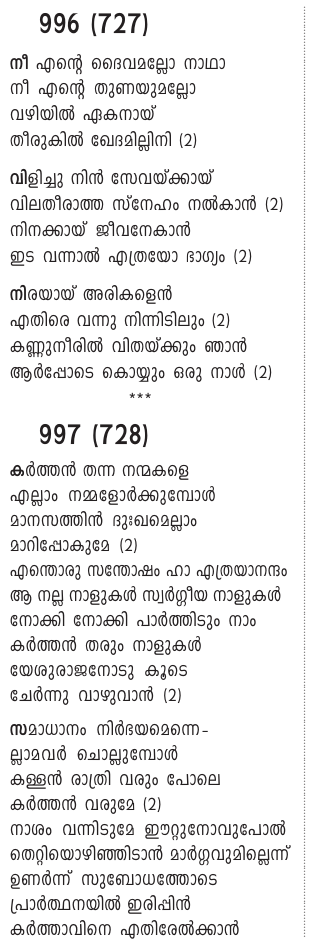 996 (727)
നീ എന്റെ ദൈവമല്ലോ നാഥാ
നീ എന്റെ തുണയുമല്ലോ
വഴിയിൽ ഏകനായ്
തീരുകിൽ ഖേദമില്ലിനി (2)
വിളിച്ചു നിൻ സേവയ്ക്കായ്
വിലതീരാത്ത സ്നേഹം നൽകാൻ (2)
നിനക്കായ് ജീവനേകാൻ
ഇട വന്നാൽ എത്രയോ ഭാഗ്യം (2)
നിരയായ് അരികളെൻ
എതിരെ വന്നു നിന്നിടിലും (2)
കണ്ണുനീരിൽ വിതയ്ക്കും ഞാൻ
ആർപ്പോടെ കൊയ്യും ഒരു നാൾ (2)
***
997 (728)
കർത്തൻ തന്ന നന്മകളെ
എല്ലാം നമ്മളോർക്കുമ്പോൾ
മാനസത്തിൻ ദുഃഖമെല്ലാം
മാറിപ്പോകുമേ (2)
എന്തൊരു സന്തോഷം ഹാ എത്രയാനന്ദം
ആ നല്ല നാളുകൾ സ്വർഗ്ഗീയ നാളുകൾ
നോക്കി നോക്കി പാർത്തിടും നാം
കർത്തൻ തരും നാളുകൾ
യേശുരാജനോടു കൂടെ
ചേർന്നു വാഴുവാൻ (2)
സമാധാനം നിർഭയമെന്നെ-
ല്ലാമവർ ചൊല്ലുമ്പോൾ
കള്ളൻ രാത്രി വരും പോലെ
കർത്തൻ വരുമേ (2)
നാശം വന്നിടുമേ ഈറ്റുനോവുപോൽ
തെറ്റിയൊഴിഞ്ഞിടാൻ മാർഗ്ഗവുമില്ലെന്ന്
ഉണർന്ന് സുബോധത്തോടെ
പ്രാർത്ഥനയിൽ ഇരിപ്പിൻ
കർത്താവിനെ എതിരേൽക്കാൻ